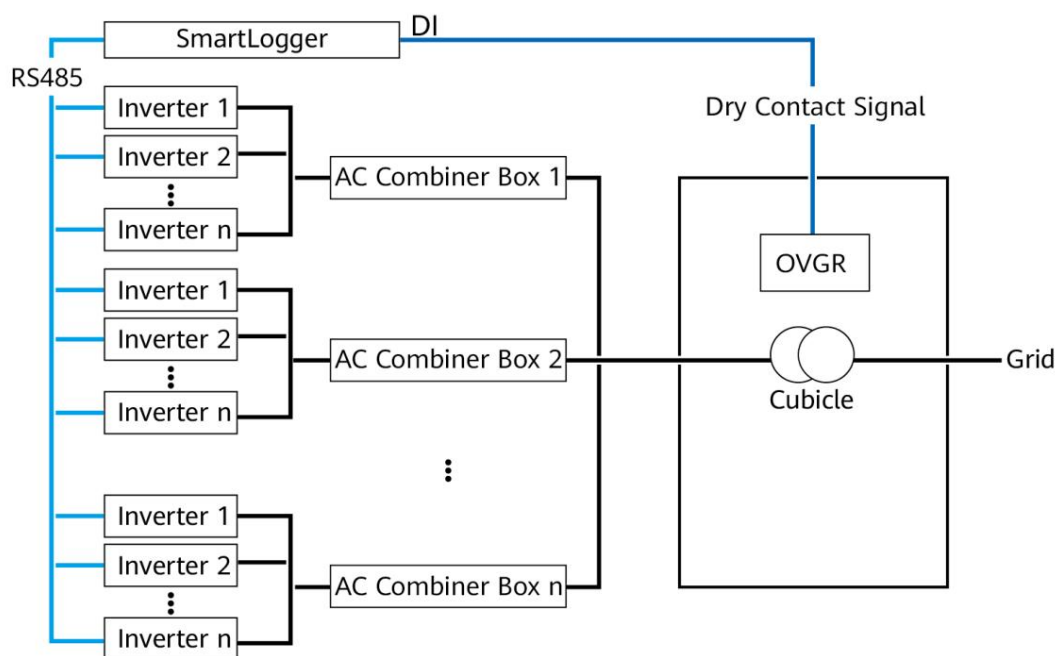 SmartLogger
DI
RS485
Inverter 1
Inverter 2
Inverter n
AC Combiner Box 1
Dry Contact Signal
OVGR
Inverter 1
Inverter 2
Inverter n
AC Combiner Box 2
Cubicle
Grid
Inverter 1
Inverter 2
Inverter n
AC Combiner Box n